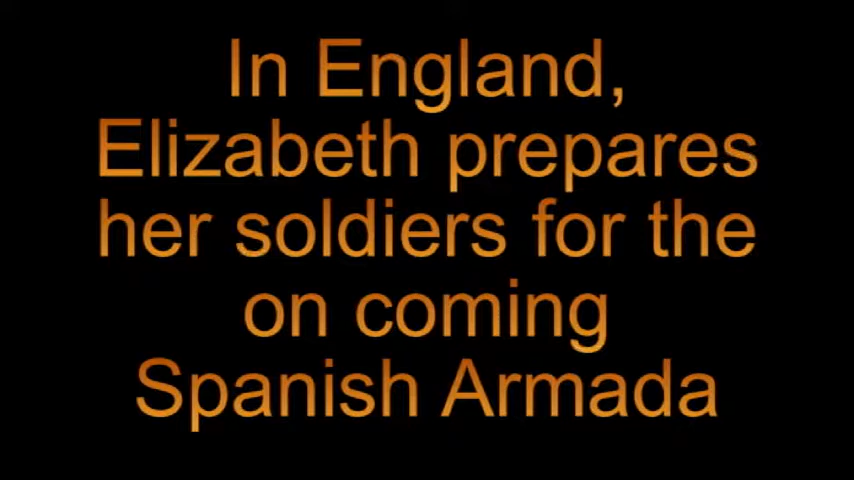 In England,
Elizabeth prepares
her soldiers for the
on coming
Spanish Armada